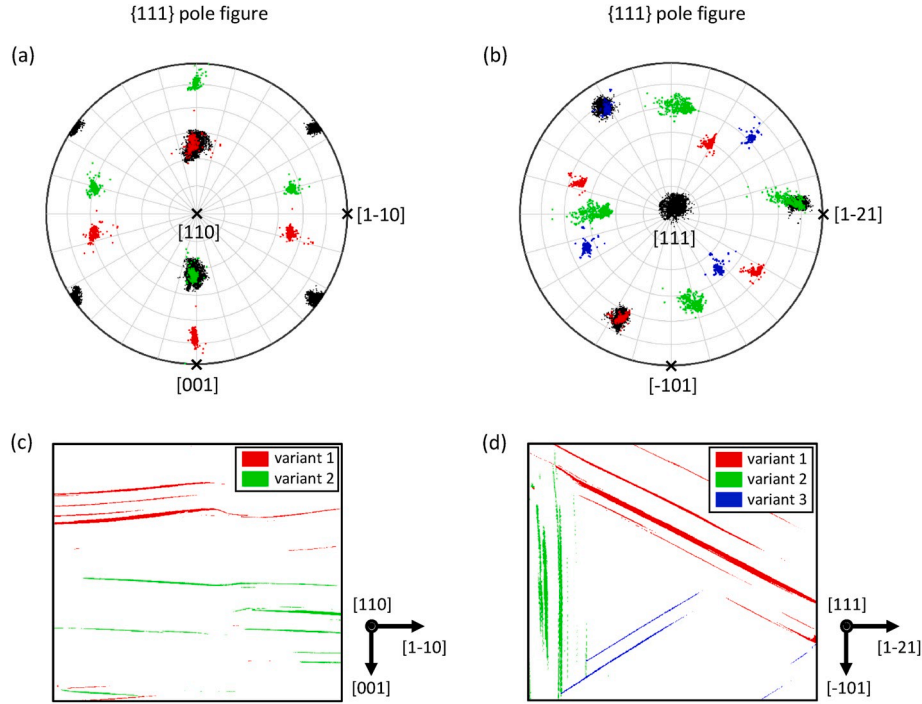 {111} pole figure
{111} pole figure
(a)
(b)
[110]
[1-10]
[001]
[111]
[1-21]
[-101]
(c)
(d)
variant 1
variant 2
variant 1
variant 2
variant 3
[110]
[1-10]
[001]
[111]
[1-21]
[-101]